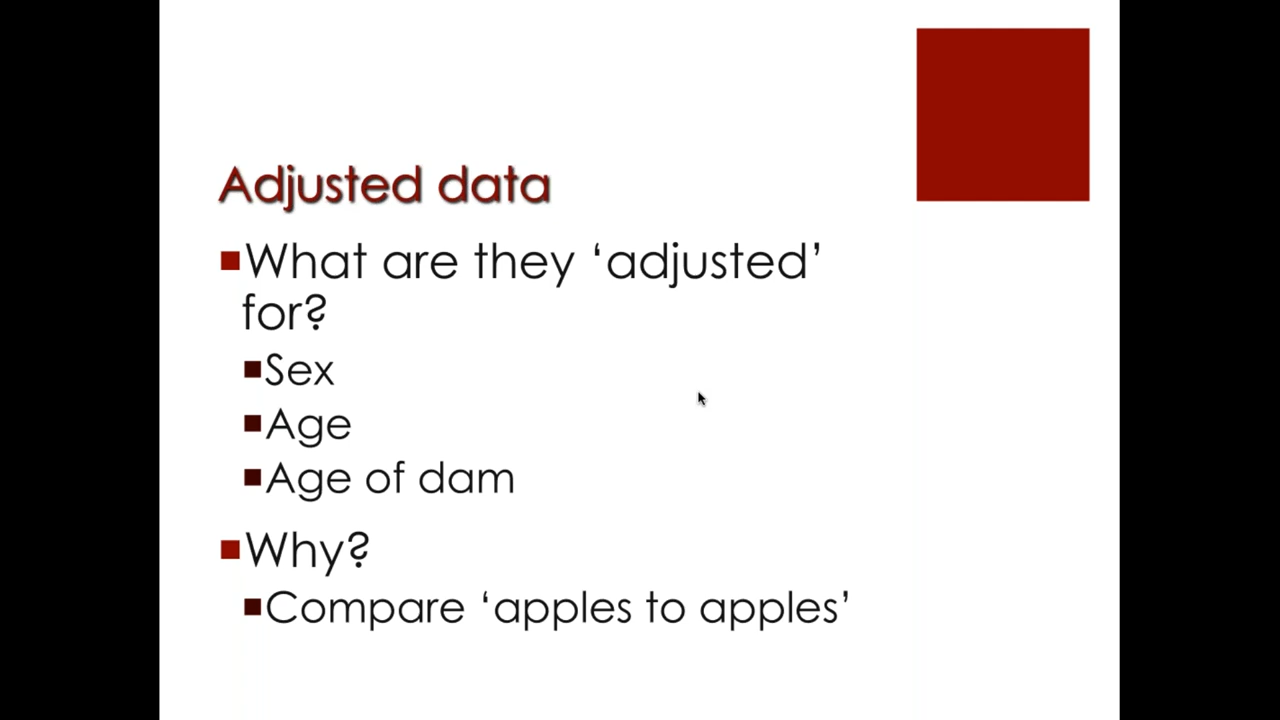 Adjusted data
What are they ‘adjusted’
for?
Sex
Age
Age of dam
Why?
Compare ‘apples to apples’